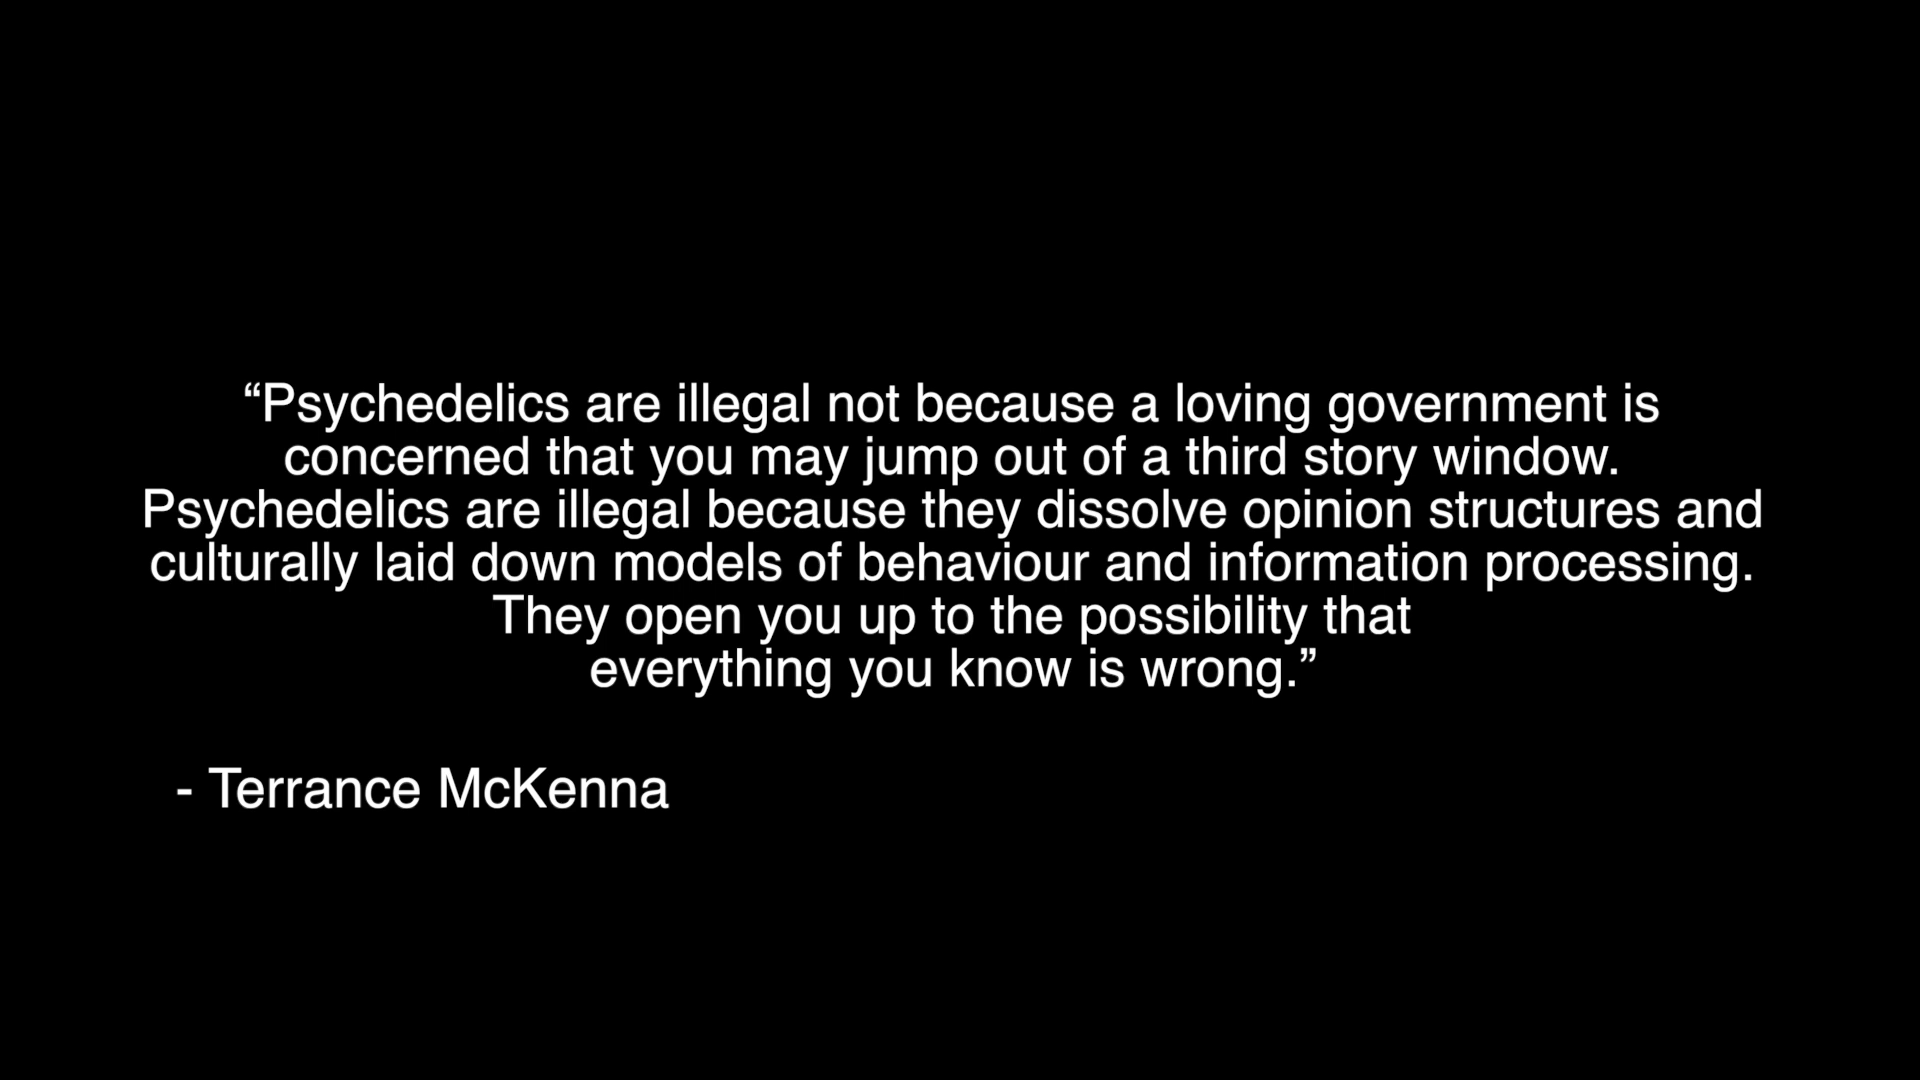 “Psychedelics are illegal not because a loving government is
concerned that you may jump out of a third story window.
Psychedelics are illegal because they dissolve opinion structures and
culturally laid down models of behaviour and information processing.
They open you up to the possibility that
everything you know is wrong.”
- Terrance McKenna